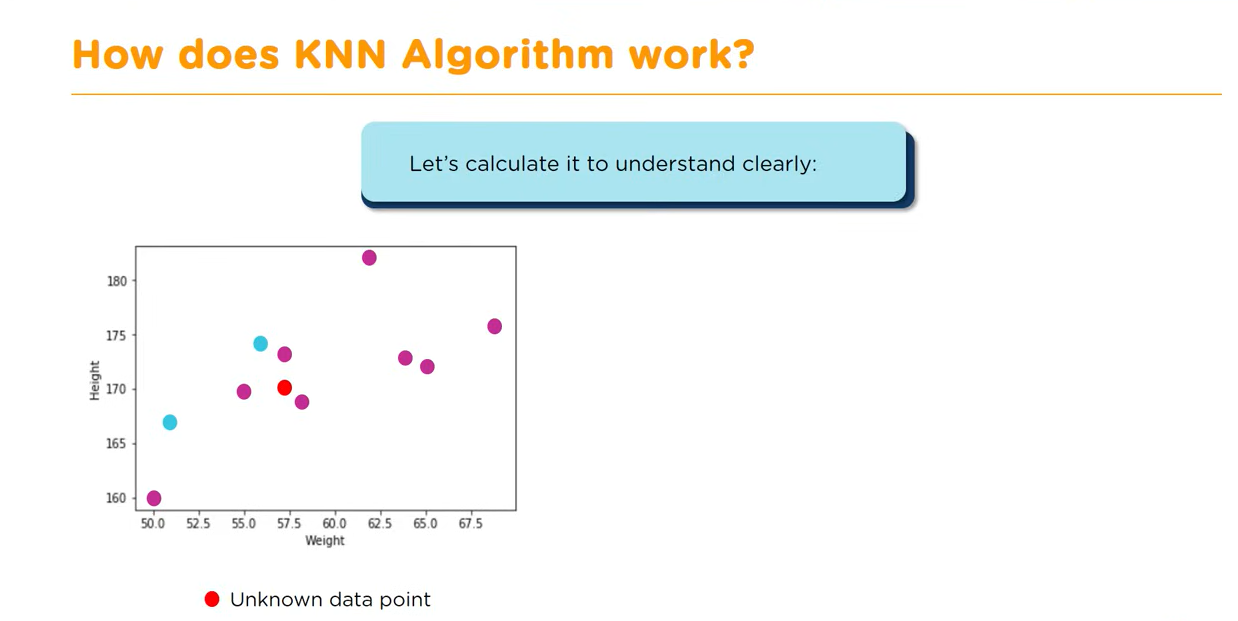 How does KNN Algorithm work?
Let's calculate it to understand clearly:
180
175
170
165
160
Height
50.0 52.5 55.0 57.5 60.0 62.5 65.0 67.5
Weight
Unknown data point